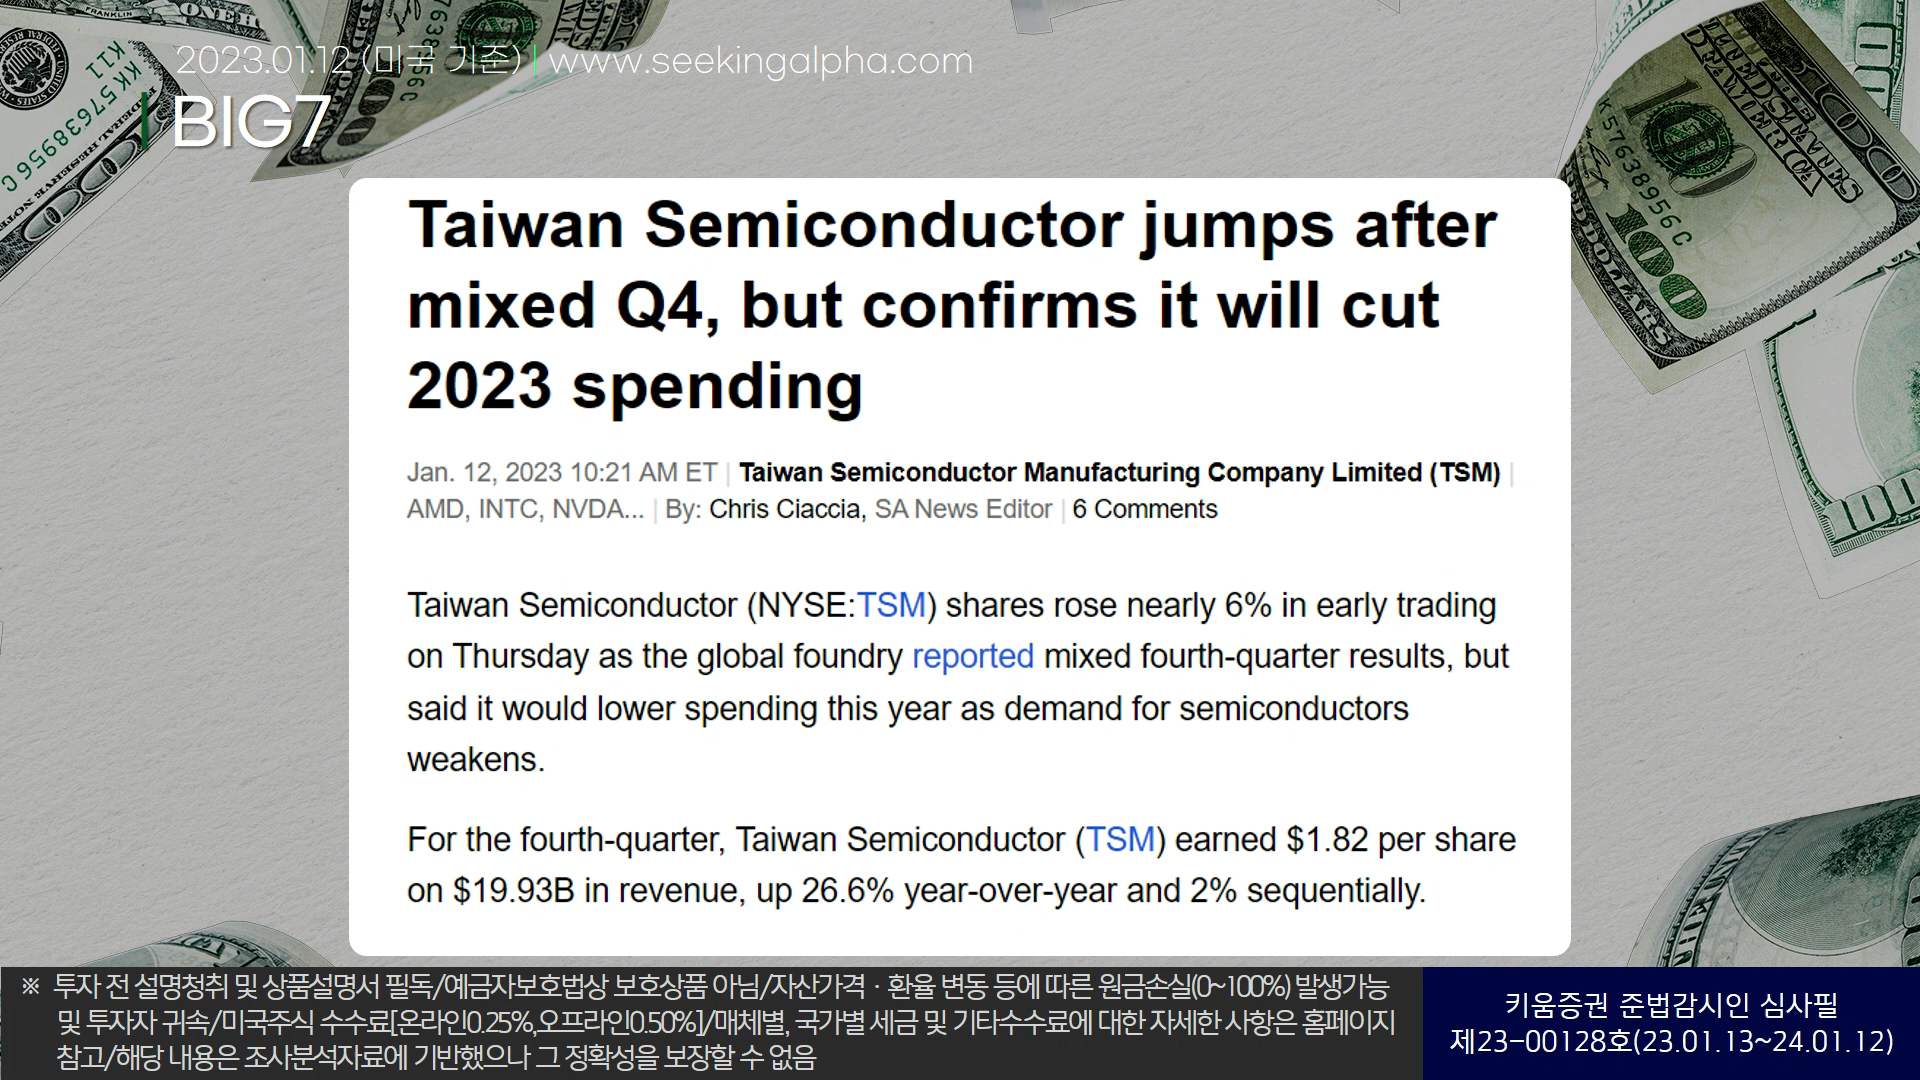 2023.01.12 (미국 기준) | www.seekingalpha.com
BIG7
Taiwan Semiconductor jumps after
mixed Q4, but confirms it will cut
2023 spending
Jan. 12, 2023 10:21 AM ET | Taiwan Semiconductor Manufacturing Company Limited (TSM) |
AMD, INTC, NVDA... | By: Chris Ciaccia, SA News Editor | 6 Comments
Taiwan Semiconductor (NYSE:TSM) shares rose nearly 6% in early trading
on Thursday as the global foundry reported mixed fourth-quarter results, but
said it would lower spending this year as demand for semiconductors
weakens.
For the fourth-quarter, Taiwan Semiconductor (TSM) earned $1.82 per share
on $19.93B in revenue, up 26.6% year-over-year and 2% sequentially.
※ 투자 전 설명청취 및 상품설명서 필독/예금자보호법상 보호상품 아님/자산가격 · 환율 변동 등에 따른 원금손실(0~100%) 발생가능
및 투자자 귀속/미국주식 수수료[온라인0.25%,오프라인0.50%]/매체별, 국가별 세금 및 기타수수료에 대한 자세한 사항은 홈페이지
참고/해당 내용은 조사분석자료에 기반했으나 그 정확성을 보장할 수 없음
키움증권 준법감시인 심사필
제23-00128호(23.01.13~24.01.12)
FRANKLIN
KK57638956C
K11
K57638956C
100